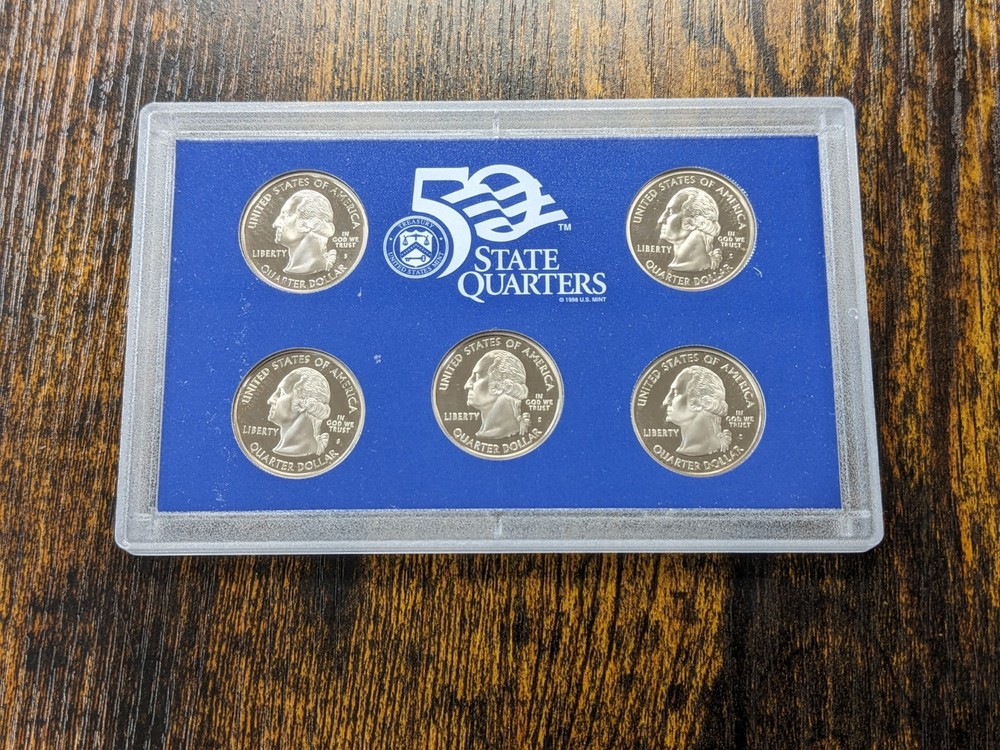 UNITED STATES OF AMERICA
LIBERTY
IN
GOD WE
TRUST
S
QUARTER DOLLAR
50
TM
TREASURY
UNITED STATES MINT
STATE
QUARTERS
© 1998 U.S. MINT
UNITED STATES OF AMERICA
LIBERTY
IN
GOD WE
TRUST
S
QUARTER DOLLAR
UNITED STATES OF AMERICA
LIBERTY
IN
GOD WE
TRUST
S
QUARTER DOLLAR
UNITED STATES OF AMERICA
LIBERTY
IN
GOD WE
TRUST
S
QUARTER DOLLAR
UNITED STATES OF AMERICA
LIBERTY
IN
GOD WE
TRUST
S
QUARTER DOLLAR